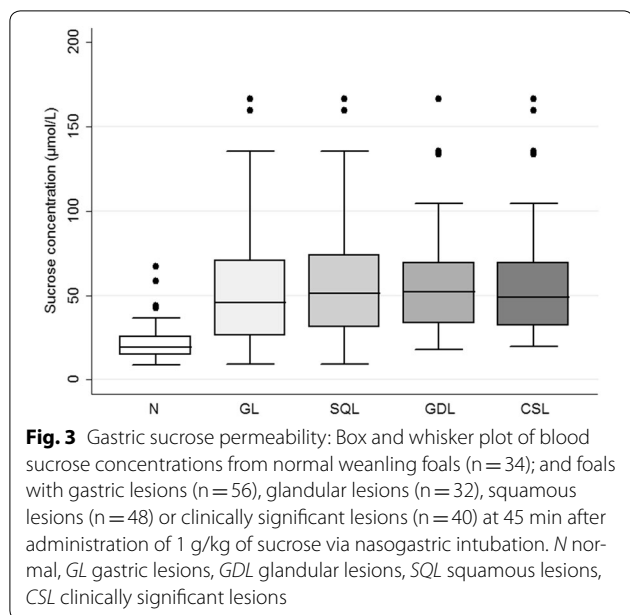 200
150
100
50
0
Sucrose concentration (μmol/L)
N GL SQL GDL CSL
Fig. 3 Gastric sucrose permeability: Box and whisker plot of blood
sucrose concentrations from normal weanling foals (n = 34); and foals
with gastric lesions (n = 56), glandular lesions (n = 32), squamous
lesions (n = 48) or clinically significant lesions (n = 40) at 45 min after
administration of 1 g/kg of sucrose via nasogastric intubation. N nor-
mal, GL gastric lesions, GDL glandular lesions, SQL squamous lesions,
CSL clinically significant lesions